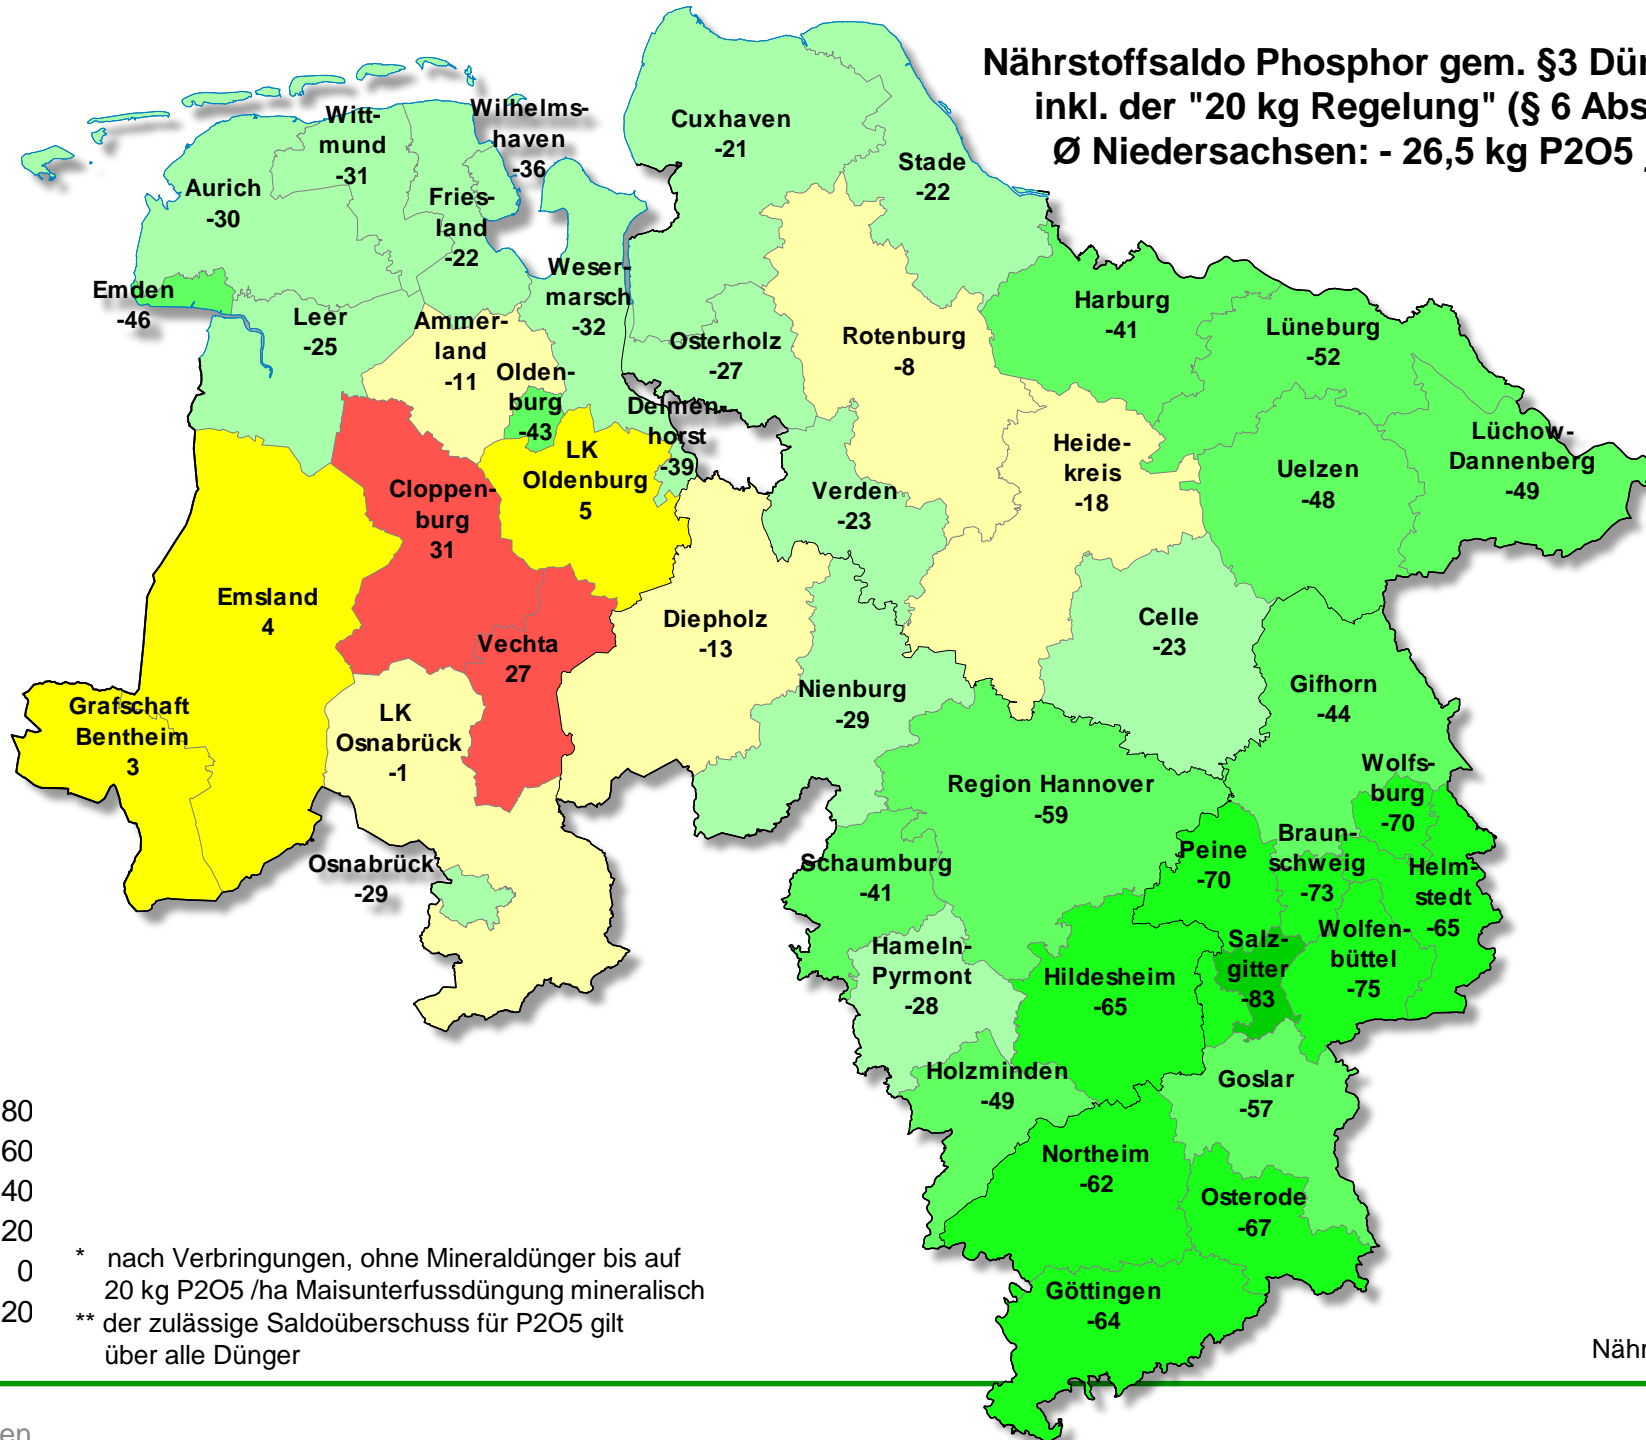 Nährstoffsaldo Phosphor gem. §3 Dün
inkl. der "20 kg Regelung" (§ 6 Abs
Ø Niedersachsen: - 26,5 kg P2O5
Cuxhaven
-21
Stade
-22
Witt-
mund
-31
Wilhelms-
haven
-36
Aurich
-30
Fries-
land
-22
Emden
-46
Leer
-25
Weser-
marsch
-32
Ammer-
land
-11
Olden-
burg
-43
Osterholz
-27
Rotenburg
-8
Harburg
-41
Lüneburg
-52
Delmen-
horst
-39
LK
Oldenburg
5
Cloppen-
burg
31
Verden
-23
Heide-
kreis
-18
Uelzen
-48
Lüchow-
Dannenberg
-49
Emsland
4
Vechta
27
Diepholz
-13
Celle
-23
Nienburg
-29
Gifhorn
-44
Grafschaft
Bentheim
3
LK
Osnabrück
-1
Region Hannover
-59
Wolfs-
burg
-70
Osnabrück
-29
Schaumburg
-41
Peine
-70
Braun-
schweig
-73
Helm-
stedt
-65
Hameln-
Pyrmont
-28
Hildesheim
-65
Salz-
gitter
-83
Wolfen-
büttel
-75
Holzminden
-49
Goslar
-57
Northeim
-62
Osterode
-67
Göttingen
-64
80
60
40
20
0
20
* nach Verbringungen, ohne Mineraldünger bis auf
20 kg P2O5 /ha Maisunterfussdüngung mineralisch
** der zulässige Saldoüberschuss für P2O5 gilt
über alle Dünger
Nähr
en